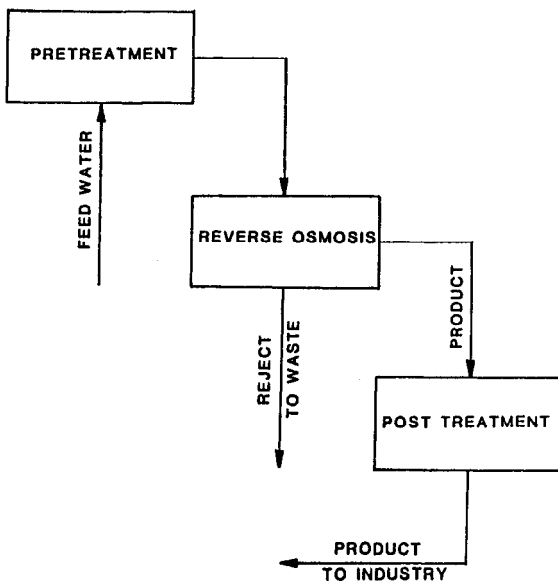 PRETREATMENT
FEED WATER
REVERSE OSMOSIS
REJECT
TO WASTE
PRODUCT
POST TREATMENT
PRODUCT
TO INDUSTRY